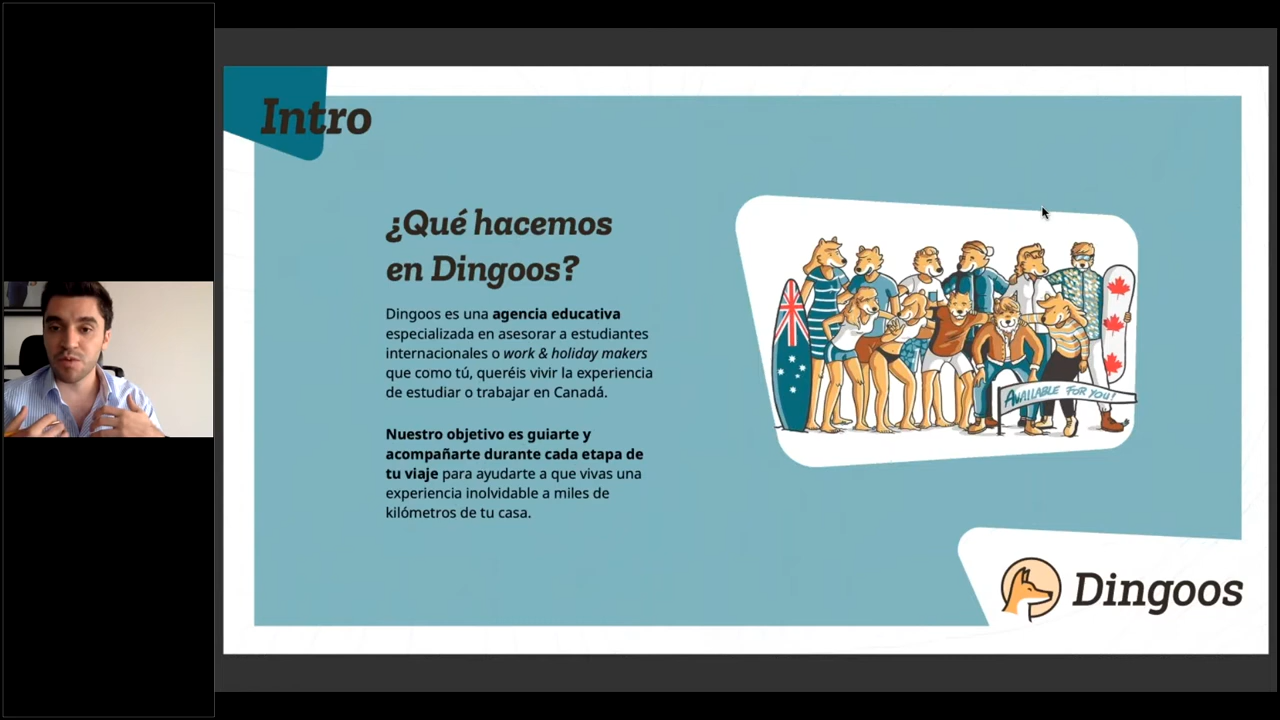 Intro
¿Qué hacemos
en Dingoos?
Dingoos es una agencia educativa
especializada en asesorar a estudiantes
internacionales o work & holiday makers
que como tú, queréis vivir la experiencia
de estudiar o trabajar en Canadá.
Nuestro objetivo es guiarte y
acompañarte durante cada etapa de
tu viaje para ayudarte a que vivas una
experiencia inolvidable a miles de
kilómetros de tu casa.
AVAILABLE FOR YOU!
Dingoos